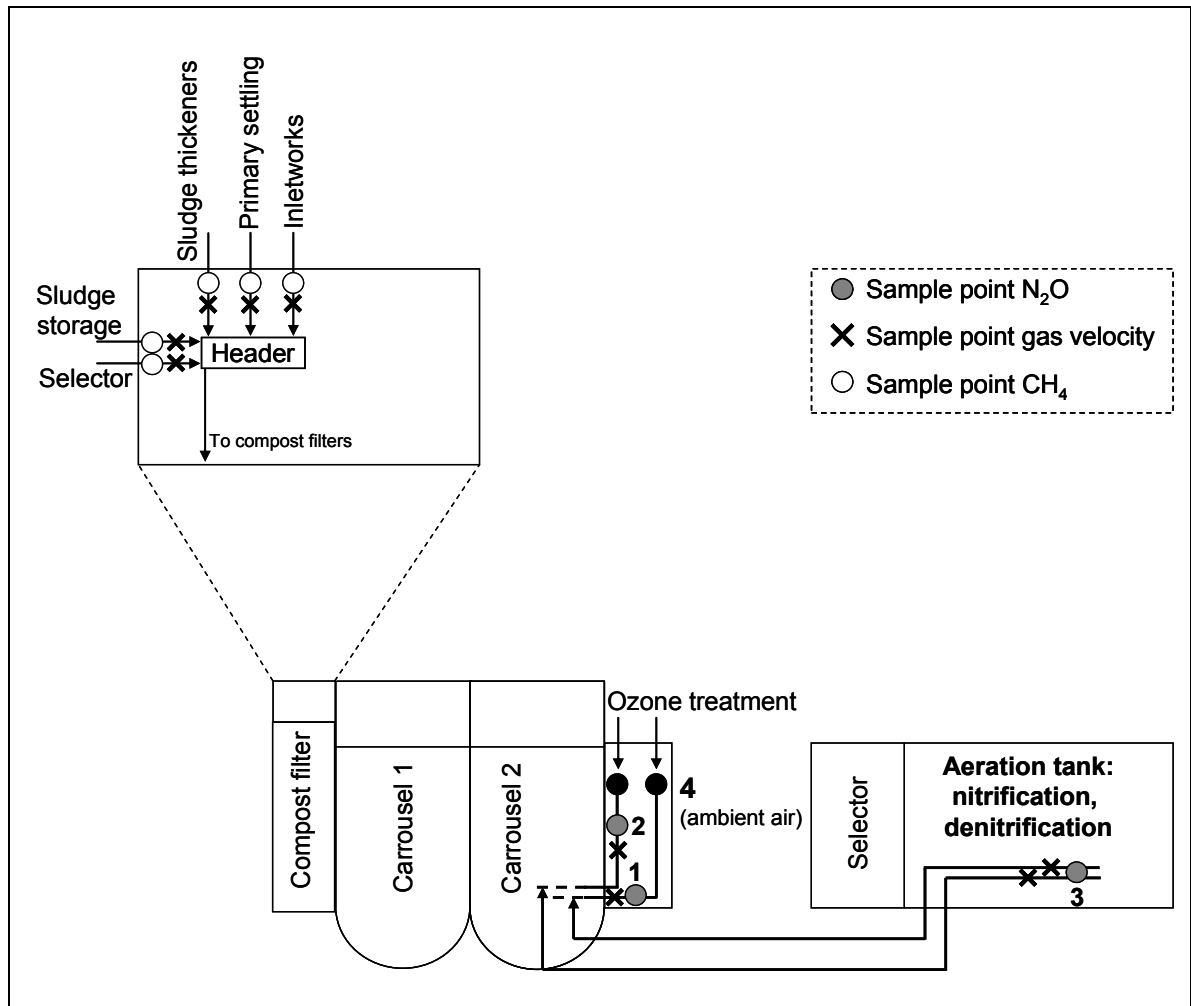 Sludge thickeners
Primary settling
Inletworks
Sludge
storage
Selector
Header
To compost filters
Sample point N₂O
Sample point gas velocity
Sample point CH₄
Compost filter
Carrousel 1
Carrousel 2
Ozone treatment
4
(ambient air)
2
1
Selector
Aeration tank:
nitrification,
denitrification
3